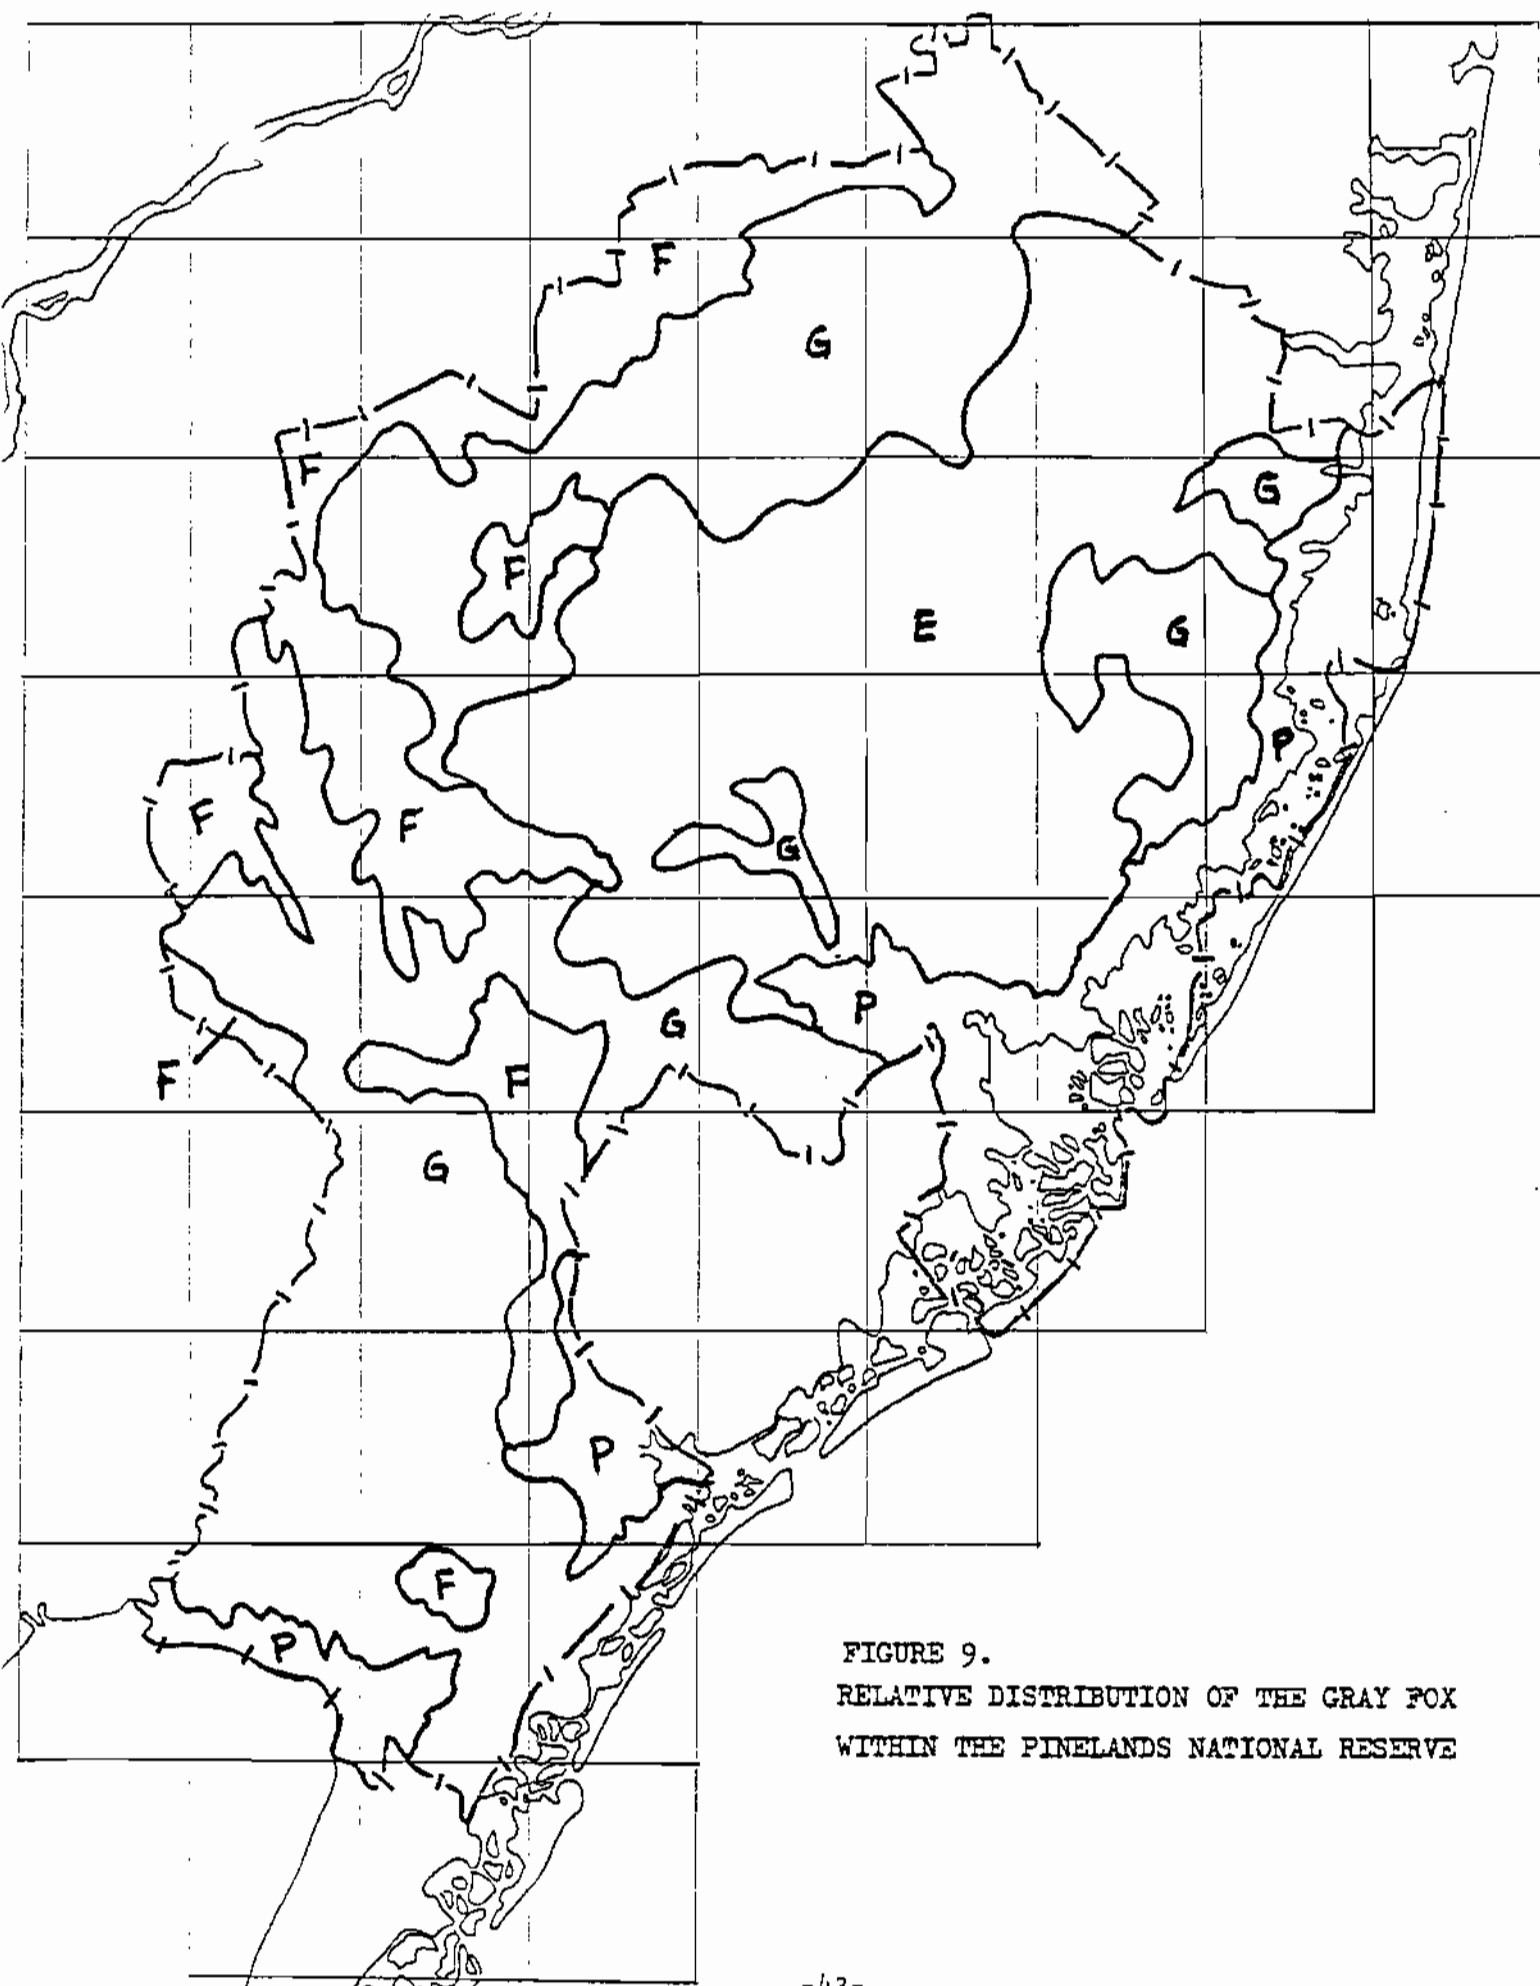 F
G
F
G
F
E
G
P
F
F
G
P
G
F
F
G
P
F
P
FIGURE 9.
RELATIVE DISTRIBUTION OF THE GRAY FOX
WITHIN THE PINELANDS NATIONAL RESERVE